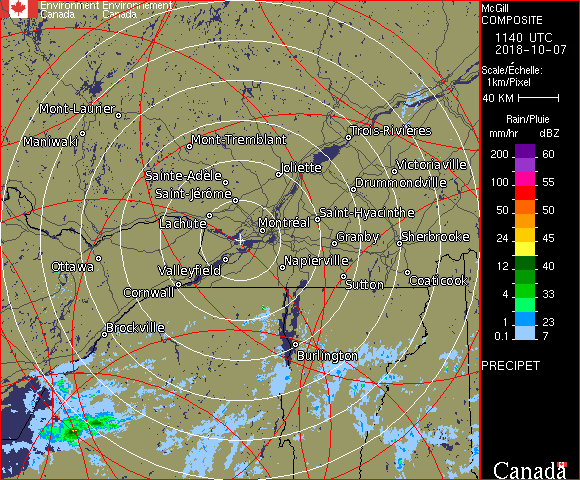 Environment Environnement
Canada Canada
McGill
COMPOSITE
1140 UTC
2018-10-07
Scale/Échelle:
1km/Pixel
40 KM
Rain/Pluie
mm/hr dBZ
200 60
100 55
50 50
24 45
12 40
4 33
1 23
0.1 7
PRECIPET
Canada
Mont-Laurier
Maniwaki
Mont-Tremblant
Trois-Rivières
Joliette
Victoriaville
Sainte-Adèle
Drummondville
Saint-Jérôme
Saint-Hyacinthe
Lachute
Montréal
Granby
Sherbrooke
Ottawa
Valleyfield
Napierville
Cornwall
Sutton
Coaticook
Brockville
Burlington